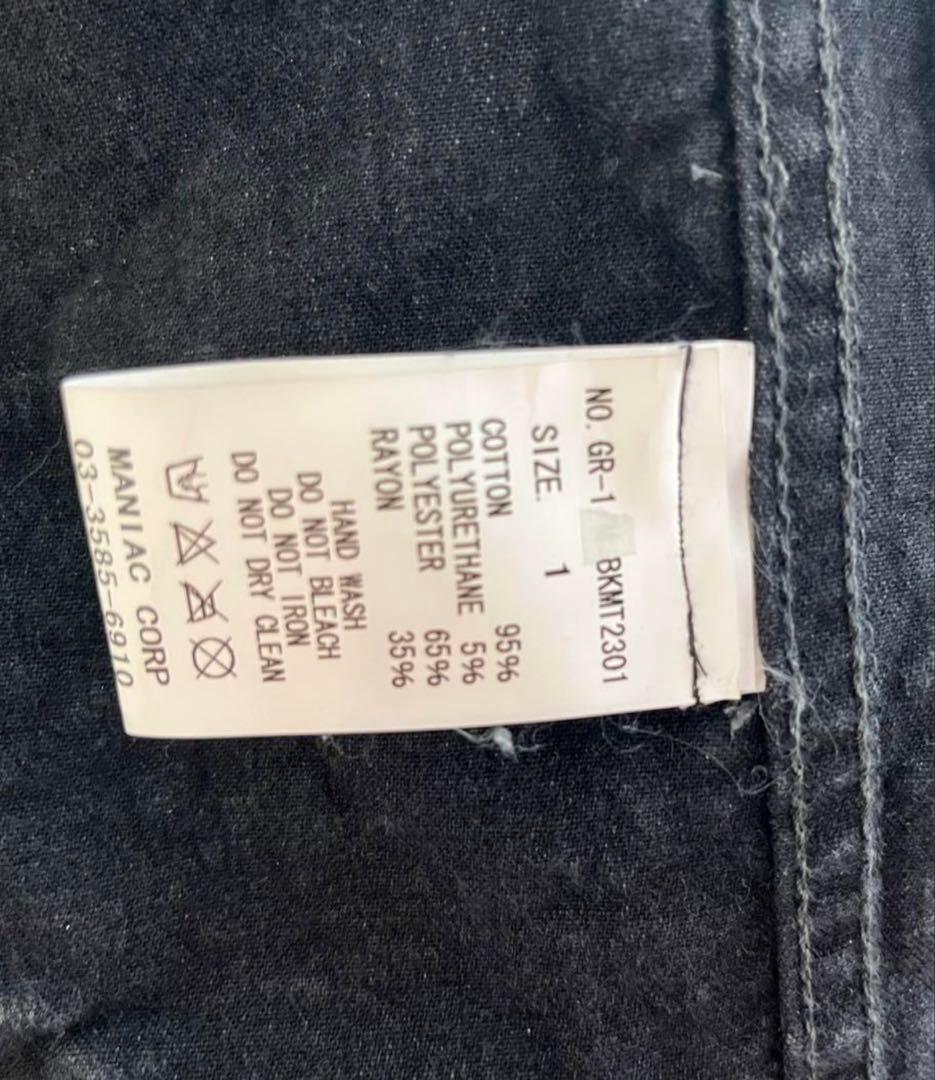 NO. GR-1 BKMT2301
SIZE. 1
COTTON 95%
POLYURETHANE 5%
POLYESTER 65%
RAYON 35%
HAND WASH
DO NOT BLEACH
DO NOT IRON
DO NOT DRY CLEAN
MANIAC CORP
03-3585-6910